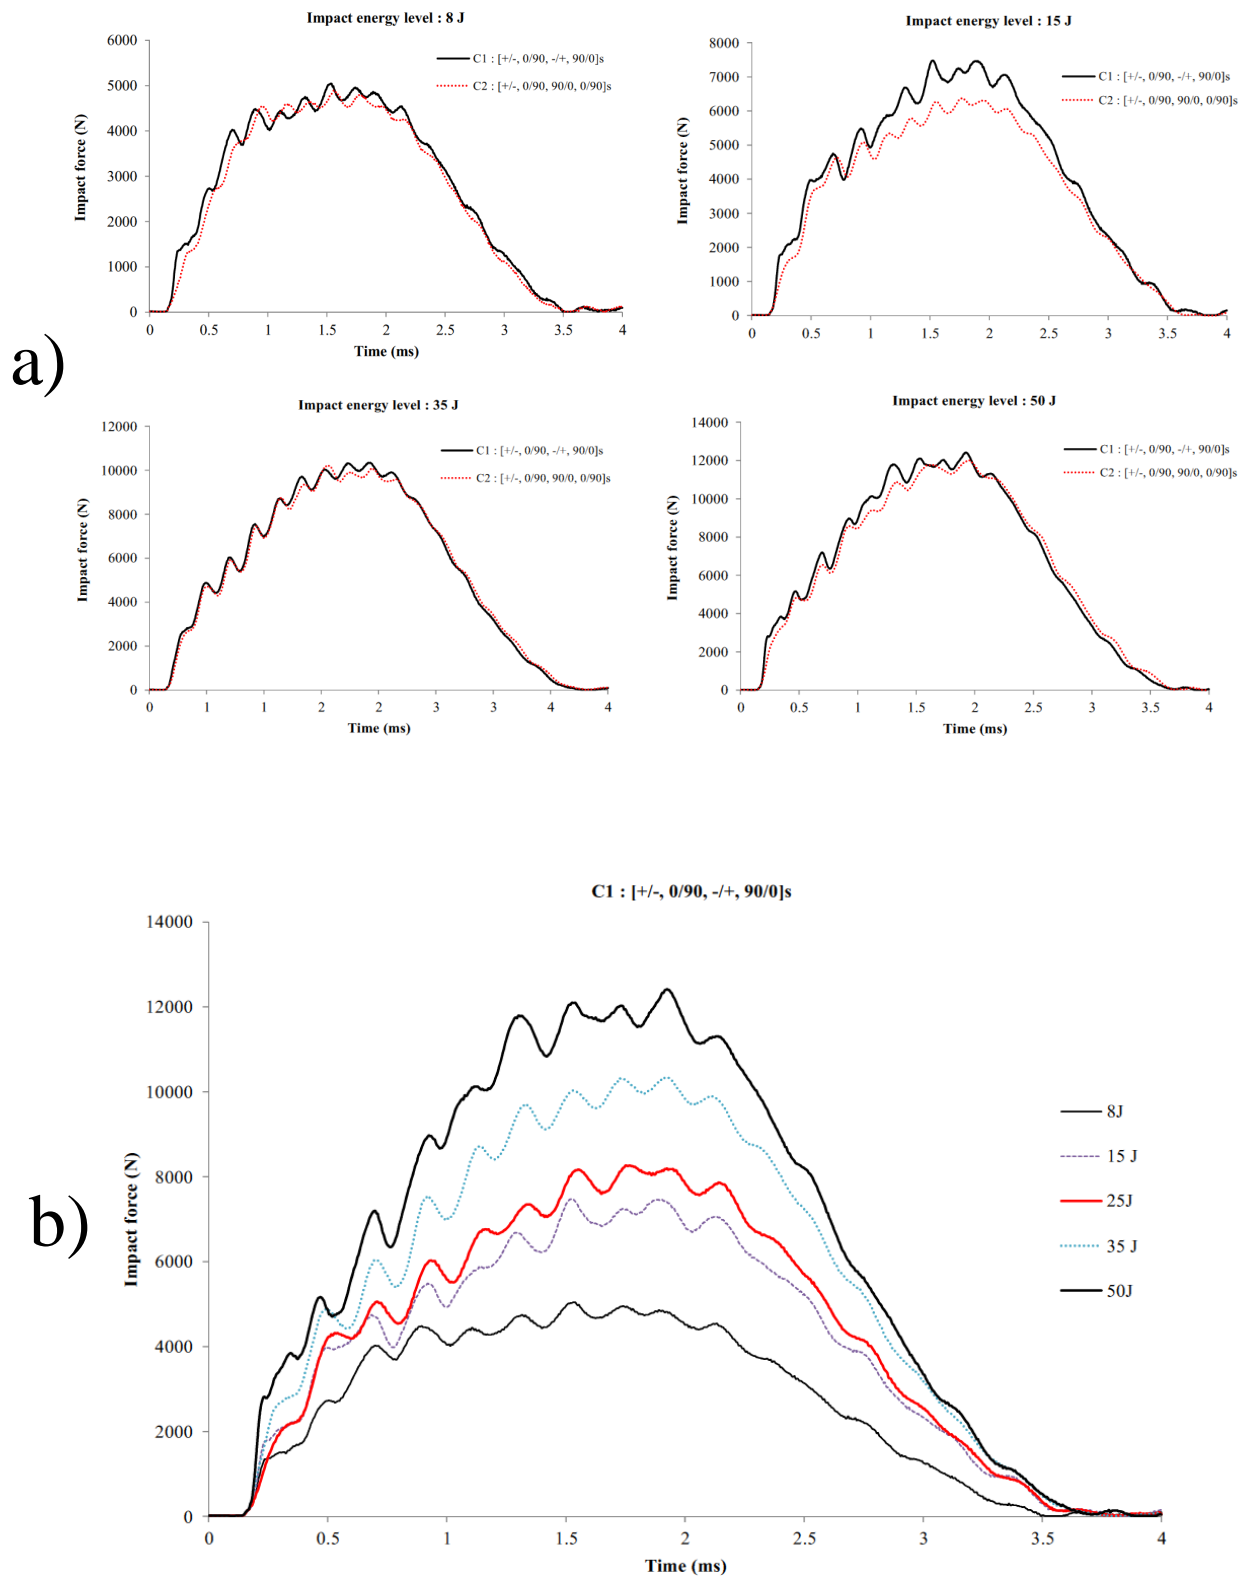 Impact energy level : 8 J
6000
5000
4000
3000
2000
1000
0
Impact force (N)
C1 : [+/-, 0/90, -/+, 90/0]s
C2 : [+/-, 0/90, 90/0, 0/90]s
0 0.5 1 1.5 2 2.5 3 3.5 4
Time (ms)
Impact energy level : 15 J
8000
7000
6000
5000
4000
3000
2000
1000
0
Impact force (N)
C1 : [+/-, 0/90, -/+, 90/0]s
C2 : [+/-, 0/90, 90/0, 0/90]s
0 0.5 1 1.5 2 2.5 3 3.5 4
a)
Impact energy level : 35 J
12000
10000
8000
6000
4000
2000
0
Impact force (N)
C1 : [+/-, 0/90, -/+, 90/0]s
C2 : [+/-, 0/90, 90/0, 0/90]s
0 1 1 2 2 3 3 4 4
Time (ms)
Impact energy level : 50 J
14000
12000
10000
8000
6000
4000
2000
0
Impact force (N)
C1 : [+/-, 0/90, -/+, 90/0]s
C2 : [+/-, 0/90, 90/0, 0/90]s
0 0.5 1 1.5 2 2.5 3 3.5 4
Time (ms)
C1 : [+/-, 0/90, -/+, 90/0]s
14000
12000
10000
8000
6000
4000
2000
0
Impact force (N)
8J
15 J
25J
35 J
50J
b)
0 0.5 1 1.5 2 2.5 3 3.5 4
Time (ms)